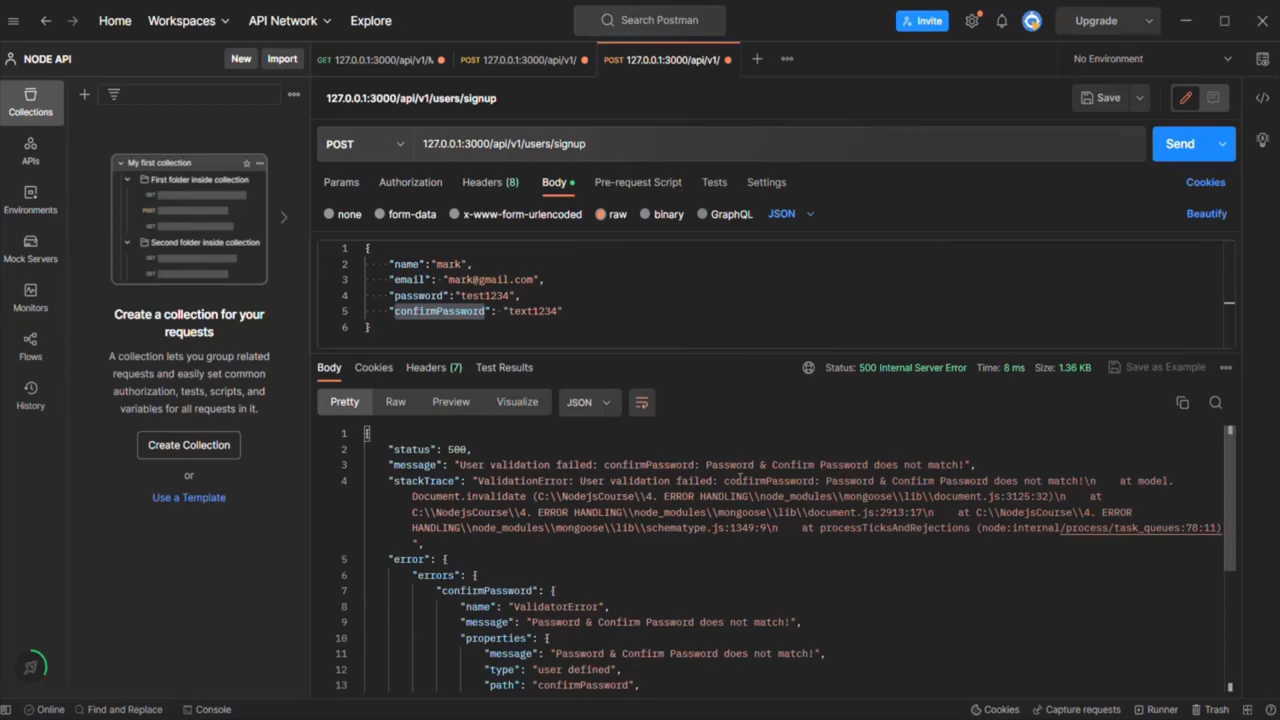 Home Workspaces API Network Explore Search Postman Invite Upgrade
NODE API New Import GET 127.0.0.1:3000/api/v1/ POST 127.0.0.1:3000/api/v1/ POST 127.0.0.1:3000/api/v1/ No Environment
Collections
APIs
Environments
Mock Servers
Monitors
Flows
History
My first collection
First folder inside collection
GET
POST
GET
Second folder inside collection
GET
GET
Create a collection for your
requests
A collection lets you group related
requests and easily set common
authorization, tests, scripts, and
variables for all requests in it.
Create Collection
or
Use a Template
127.0.0.1:3000/api/v1/users/signup Save
POST 127.0.0.1:3000/api/v1/users/signup Send
Params Authorization Headers (8) Body Pre-request Script Tests Settings Cookies
none form-data x-www-form-urlencoded raw binary GraphQL JSON Beautify
1 {
2 "name":"mark",
3 "email": "mark@gmail.com",
4 "password":"test1234",
5 "confirmPassword": "text1234"
6 }
Body Cookies Headers (7) Test Results Status: 500 Internal Server Error Time: 8 ms Size: 1.36 KB Save as Example
Pretty Raw Preview Visualize JSON
1 {
2 "status": 500,
3 "message": "User validation failed: confirmPassword: Password & Confirm Password does not match!",
4 "stackTrace": "ValidationError: User validation failed: confirmPassword: Password & Confirm Password does not match!\n at model.
Document.invalidate (C:\\NodejsCourse\\4. ERROR HANDLING\\node_modules\\mongoose\\lib\\document.js:3125:32)\n at
C:\\NodejsCourse\\4. ERROR HANDLING\\node_modules\\mongoose\\lib\\document.js:2913:17\n at C:\\NodejsCourse\\4. ERROR
HANDLING\\node_modules\\mongoose\\lib\\schematype.js:1349:9\n at processTicksAndRejections (node:internal/process/task_queues:78:11)
",
5 "error": {
6 "errors": {
7 "confirmPassword": {
8 "name": "ValidatorError",
9 "message": "Password & Confirm Password does not match!",
10 "properties": {
11 "message": "Password & Confirm Password does not match!",
12 "type": "user defined",
13 "path": "confirmPassword",
Online Find and Replace Console Cookies Capture requests Runner Trash